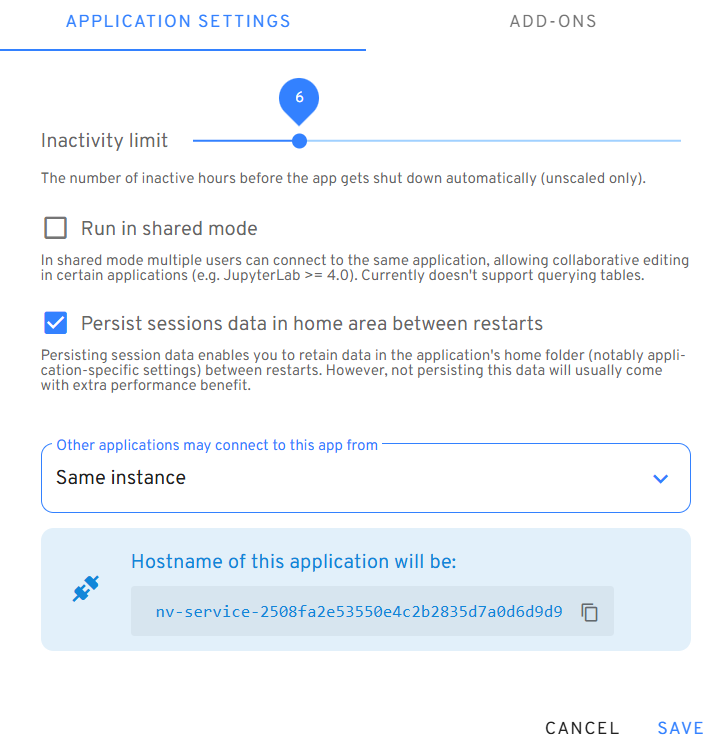 APPLICATION SETTINGS
ADD-ONS
6
Inactivity limit
The number of inactive hours before the app gets shut down automatically (unscaled only).
Run in shared mode
In shared mode multiple users can connect to the same application, allowing collaborative editing
in certain applications (e.g. JupyterLab >= 4.0). Currently doesn't support querying tables.
Persist sessions data in home area between restarts
Persisting session data enables you to retain data in the application's home folder (notably appli-
cation-specific settings) between restarts. However, not persisting this data will usually come
with extra performance benefit.
Other applications may connect to this app from
Same instance
Hostname of this application will be:
nv-service-2508fa2e53550e4c2b2835d7a0d6d9d9
CANCEL
SAVE